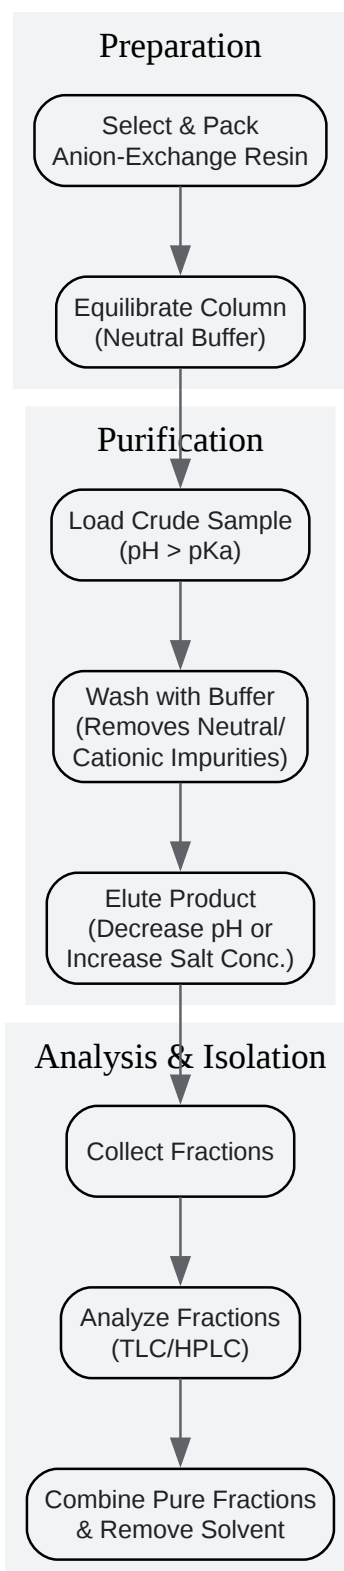 Preparation
Select & Pack
Anion-Exchange Resin
Equilibrate Column
(Neutral Buffer)
Purification
Load Crude Sample
(pH > pKa)
Wash with Buffer
(Removes Neutral/
Cationic Impurities)
Elute Product
(Decrease pH or
Increase Salt Conc.)
Analysis & Isolation
Collect Fractions
Analyze Fractions
(TLC/HPLC)
Combine Pure Fractions
& Remove Solvent